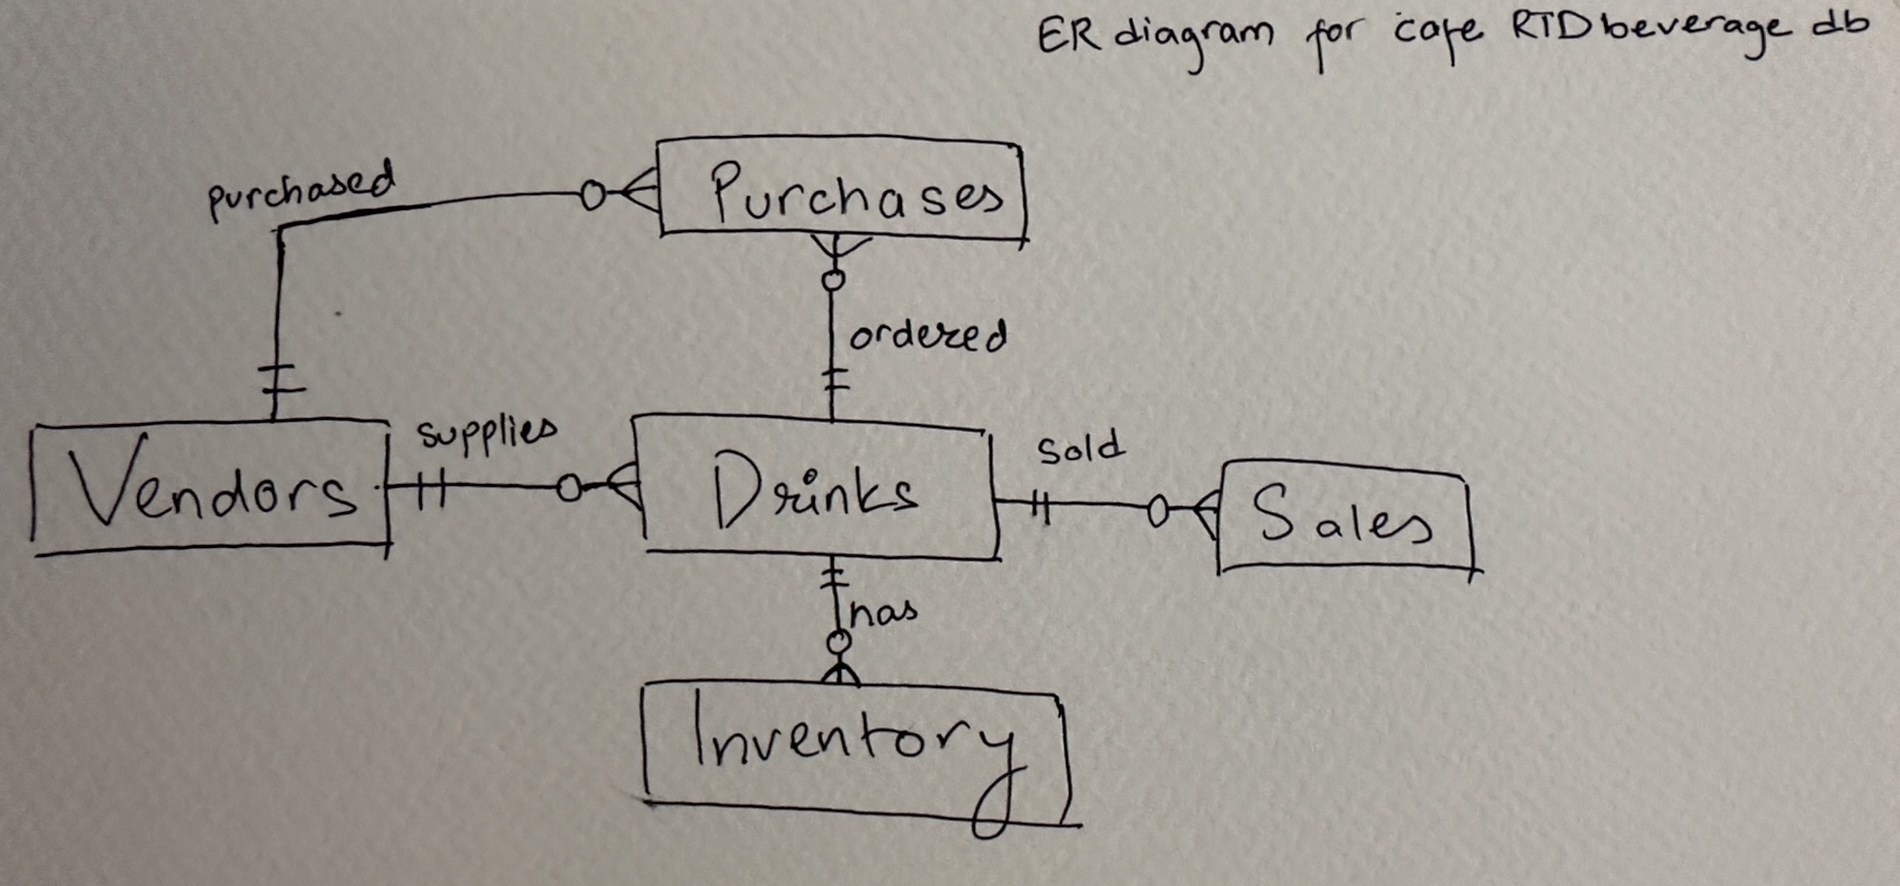 ER diagram for cafe RTD beverage db
purchased
Purchases
ordered
Vendors
supplies
Drinks
sold
Sales
has
Inventory